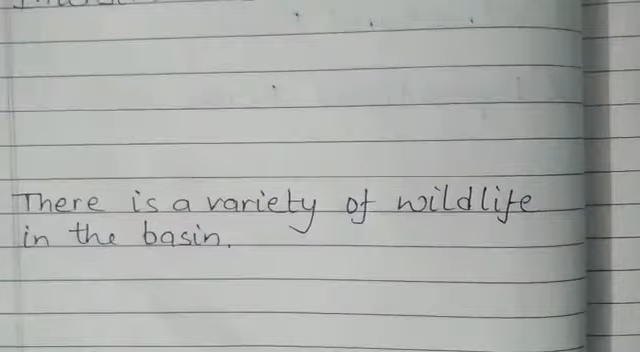 There is a variety of wildlife
in the basin.